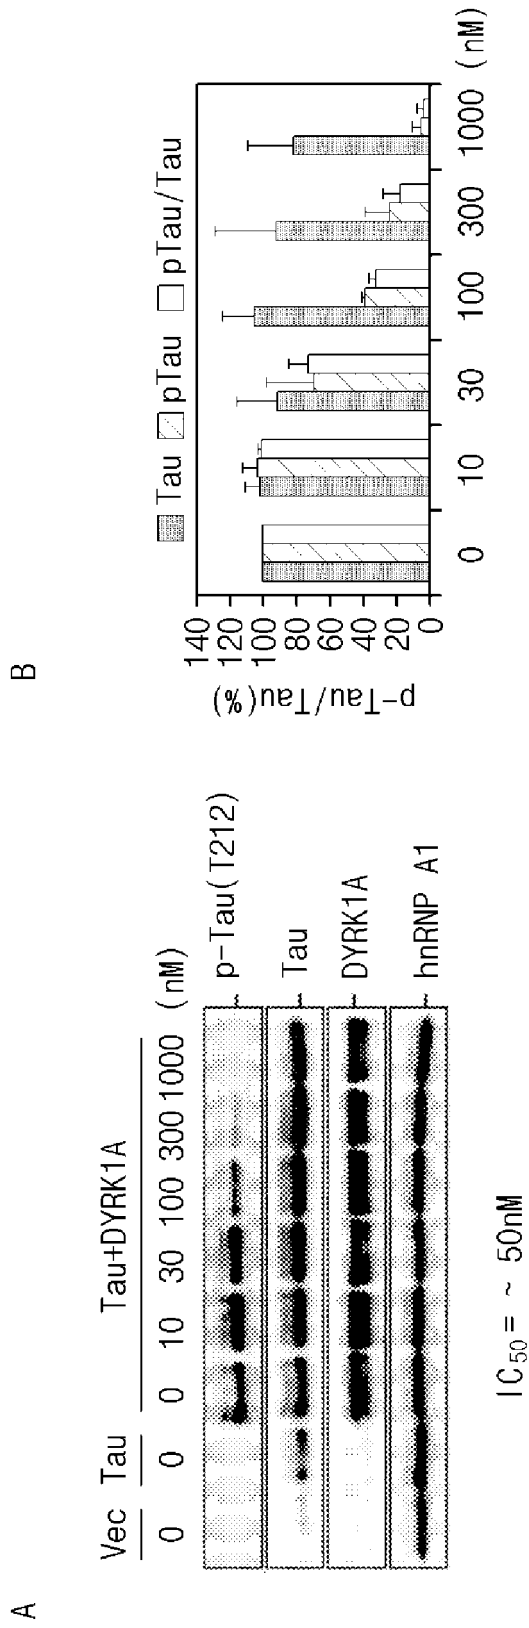 A
Vec Tau Tau+DYRK1A
0 0 0 10 30 100 300 1000 (nM)
p-Tau(T212)
Tau
DYRK1A
hnRNP A1
IC50= ~ 50nM
B
Tau pTau pTau/Tau
p-Tau/Tau(%)
140
120
100
80
60
40
20
0
0 10 30 100 300 1000 (nM)